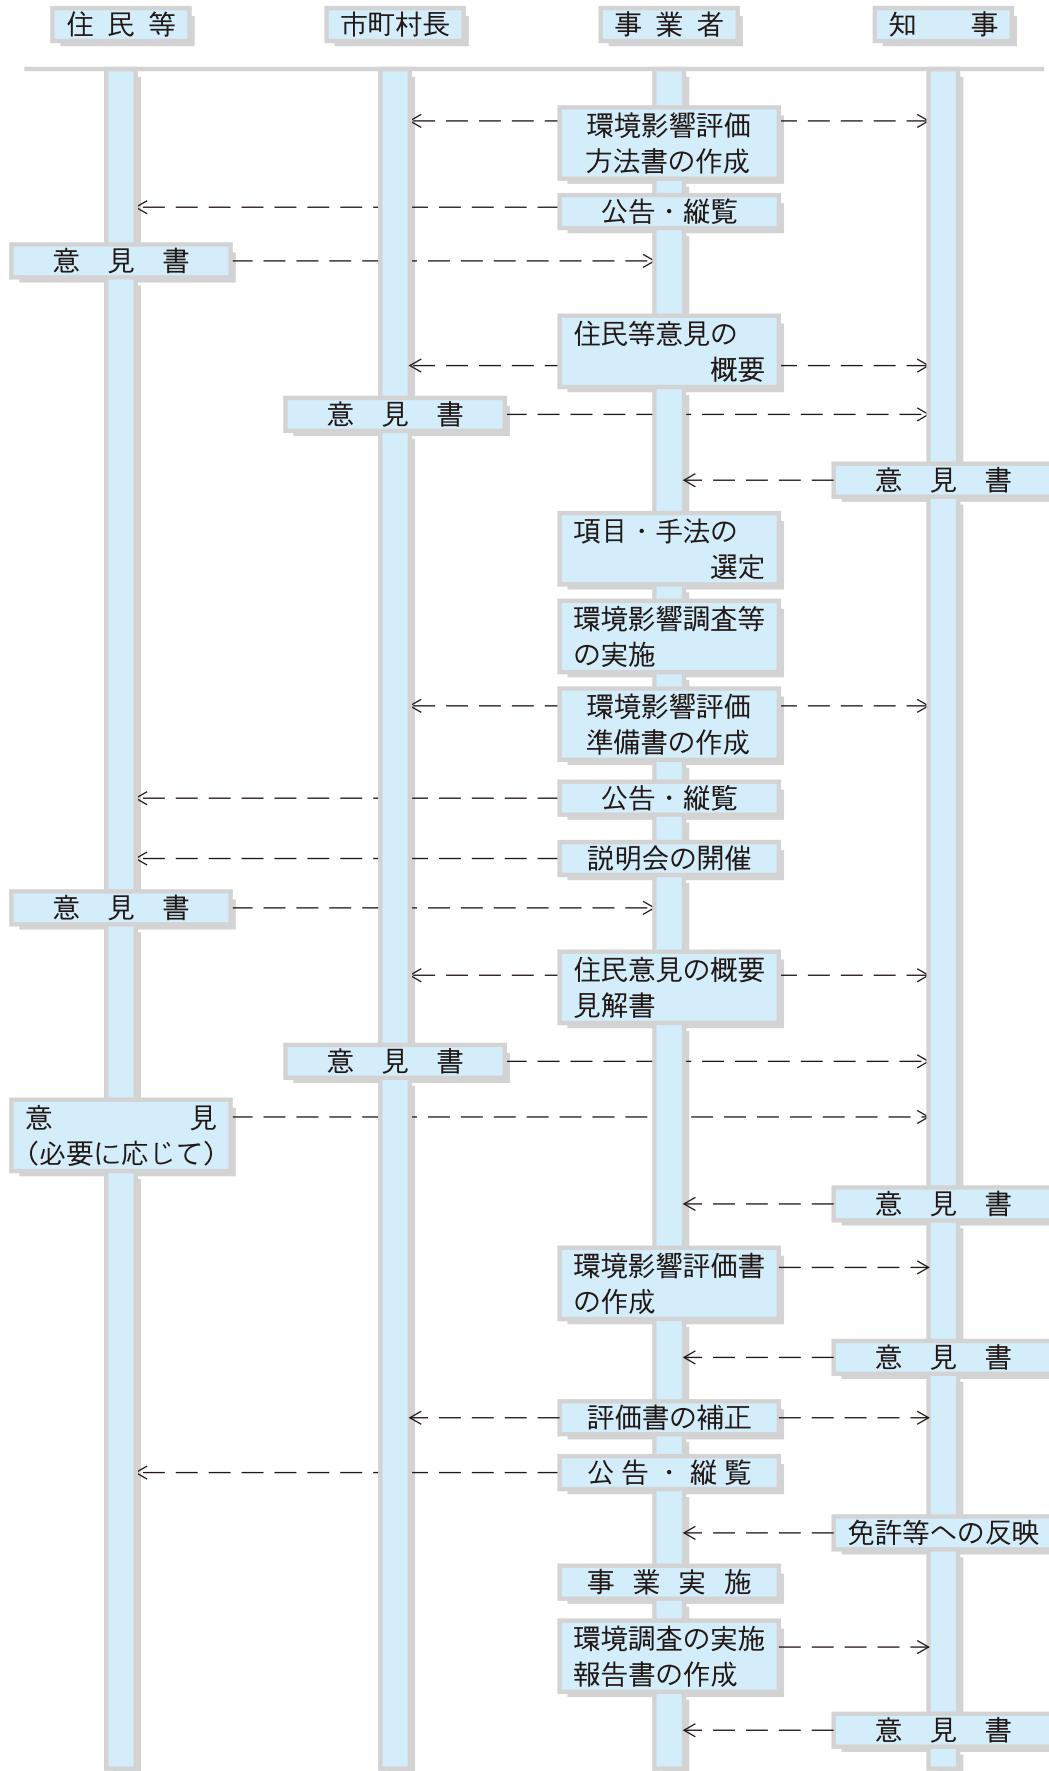 住民等
市町村長
事業者
知事
環境影響評価
方法書の作成
公告・縦覧
意見書
住民等意見の
概要
意見書
意見書
項目・手法の
選定
環境影響調査等
の実施
環境影響評価
準備書の作成
公告・縦覧
説明会の開催
意見書
住民意見の概要
見解書
意見書
意見
（必要に応じて）
意見書
環境影響評価書
の作成
意見書
評価書の補正
公告・縦覧
免許等への反映
事業実施
環境調査の実施
報告書の作成
意見書